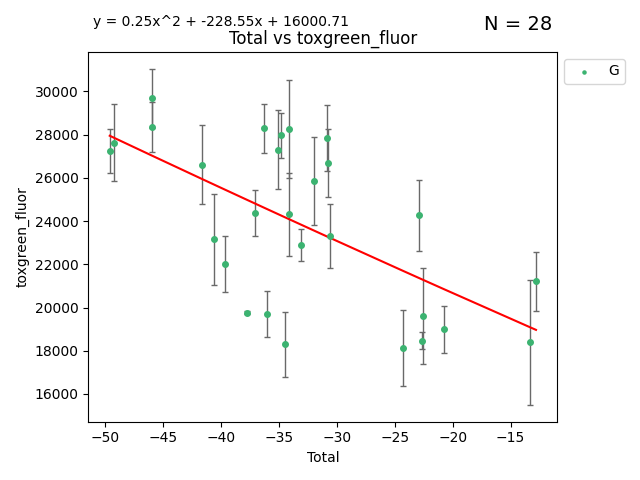 y = 0.25x^2 + -228.55x + 16000.71
N = 28
Total vs toxgreen_fluor
G
toxgreen_fluor
30000
28000
26000
24000
22000
20000
18000
16000
−50 −45 −40 −35 −30 −25 −20 −15
Total